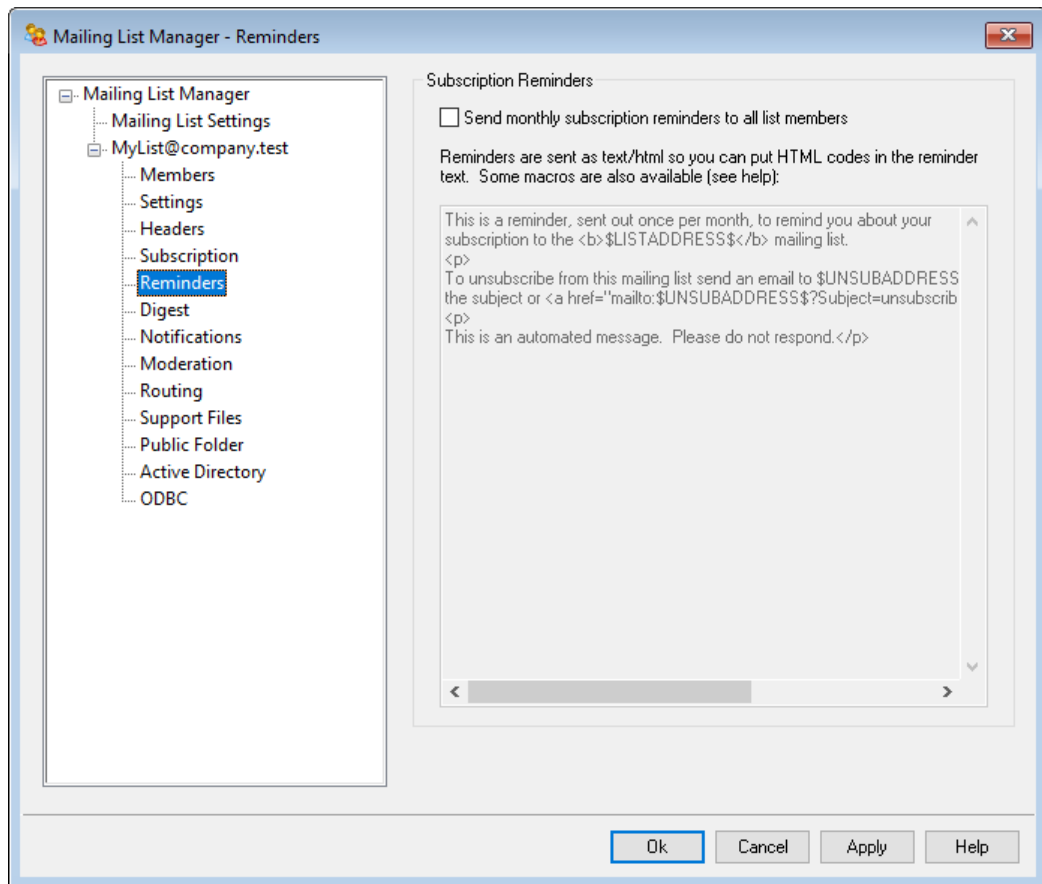 Mailing List Manager - Reminders
Mailing List Manager
Mailing List Settings
MyList@company.test
Members
Settings
Headers
Subscription
Reminders
Digest
Notifications
Moderation
Routing
Support Files
Public Folder
Active Directory
ODBC
Subscription Reminders
Send monthly subscription reminders to all list members
Reminders are sent as text/html so you can put HTML codes in the reminder
text.  Some macros are also available (see help):
This is a reminder, sent out once per month, to remind you about your
subscription to the <b>$LISTADDRESS$</b> mailing list.
<p>
To unsubscribe from this mailing list send an email to $UNSUBADDRESS
the subject or <a href="mailto:$UNSUBADDRESS$?Subject=unsubscrib
<p>
This is an automated message.  Please do not respond.</p>
Ok
Cancel
Apply
Help